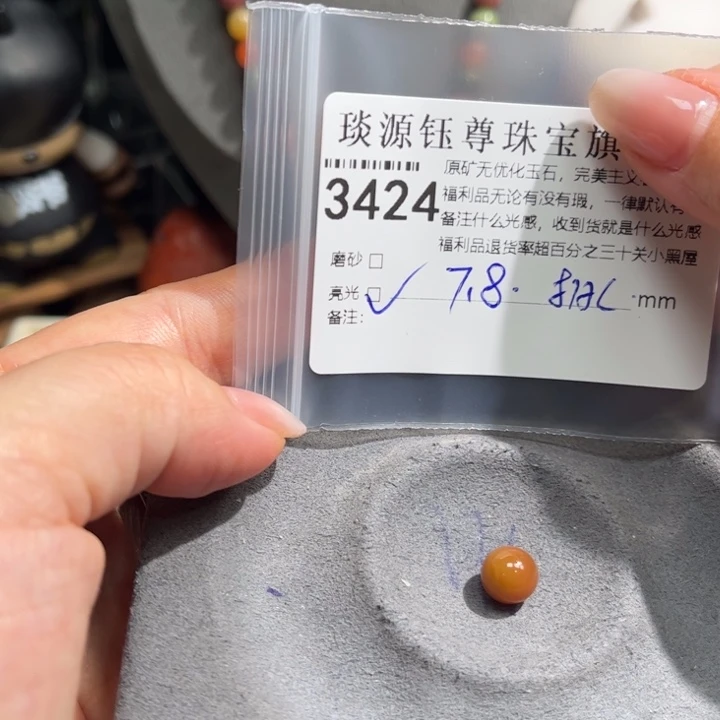 琰源钰尊珠宝旗
原矿无优化玉石，完美主义
3424
福利品无论有没有瑕，一律默认有
备注什么光感，收到货就是什么光感
福利品退货率超百分之三十关小黑屋
磨砂 □
亮光 □✓ 7.8. mm
备注：